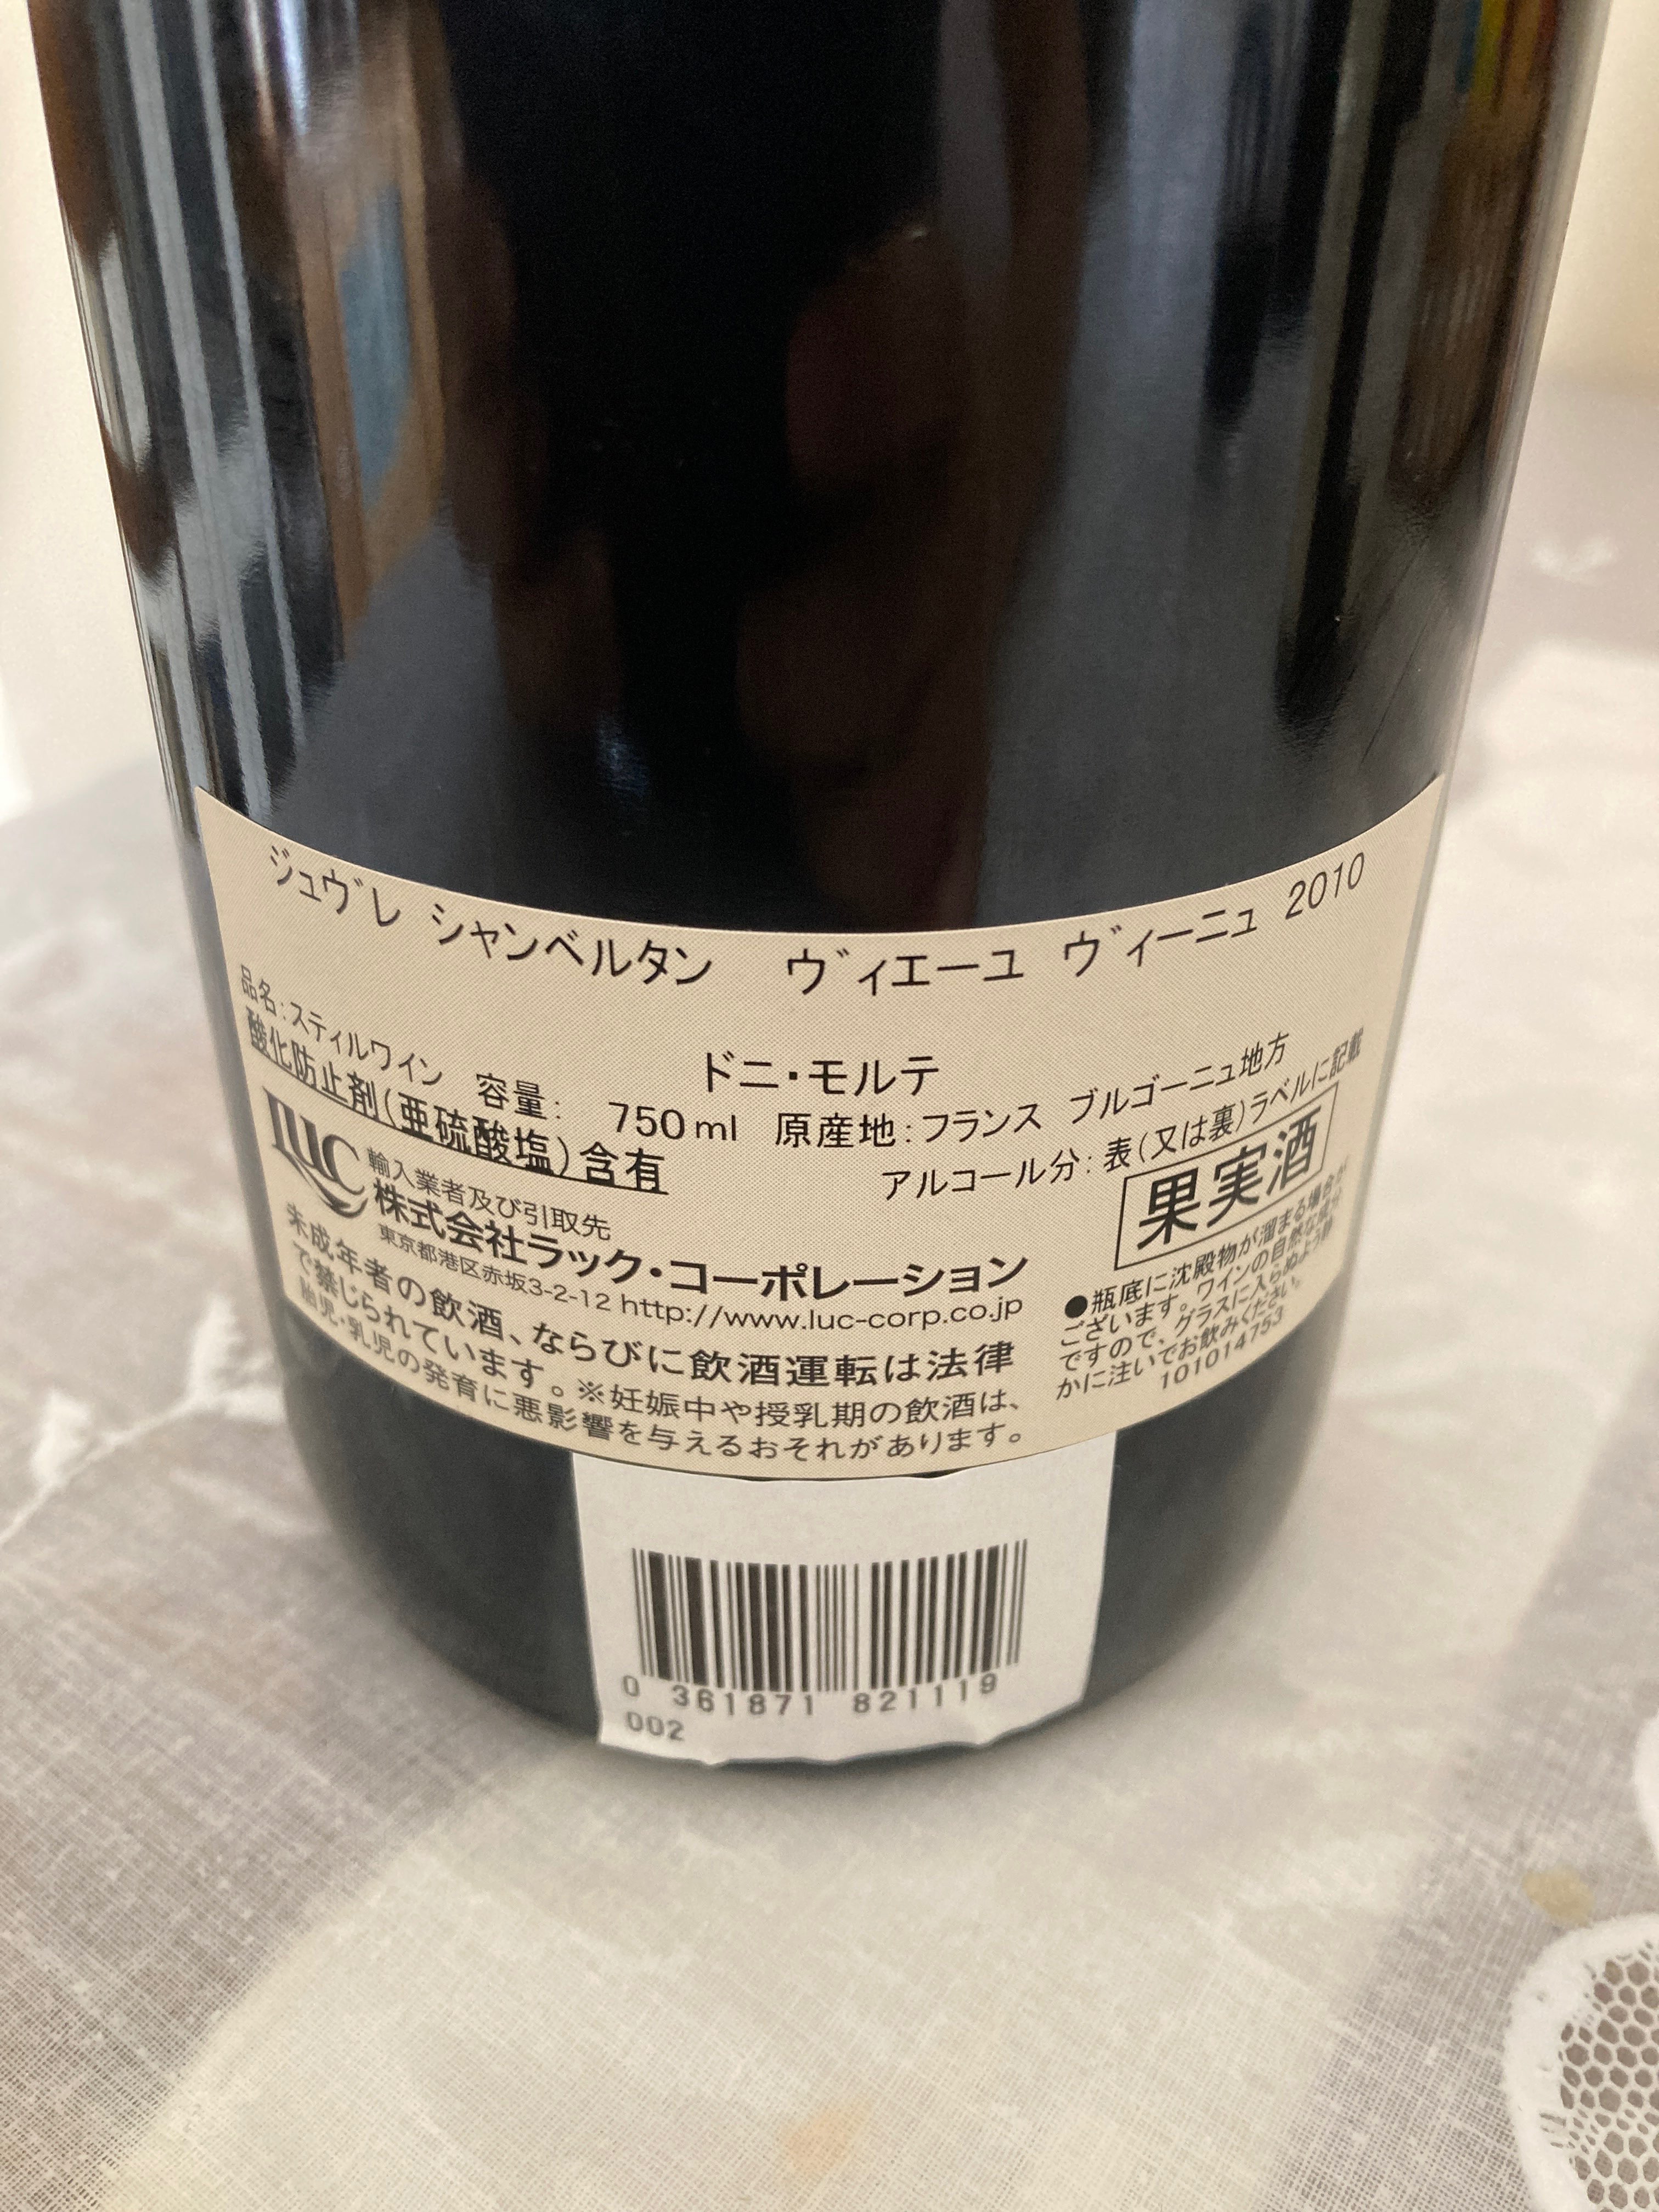 ジュヴレ シャンベルタン ヴィエーユ ヴィーニュ 2010
ドニ・モルテ
品名:スティルワイン 容量: 750ml 原産地:フランス ブルゴーニュ地方
酸化防止剤(亜硫酸塩)含有 アルコール分:表(又は裏)ラベルに記載
LUC
輸入業者及び引取先
株式会社ラック・コーポレーション
東京都港区赤坂3-2-12 http://www.luc-corp.co.jp
未成年者の飲酒、ならびに飲酒運転は法律
で禁じられています。※妊娠中や授乳期の飲酒は、
胎児・乳児の発育に悪影響を与えるおそれがあります。
果実酒
●瓶底に沈殿物が溜まる場合が
ございます。ワインの自然な成分
ですので、グラスに入らぬよう静
かに注いでお飲みください。
101014753
0 361871 821119
002